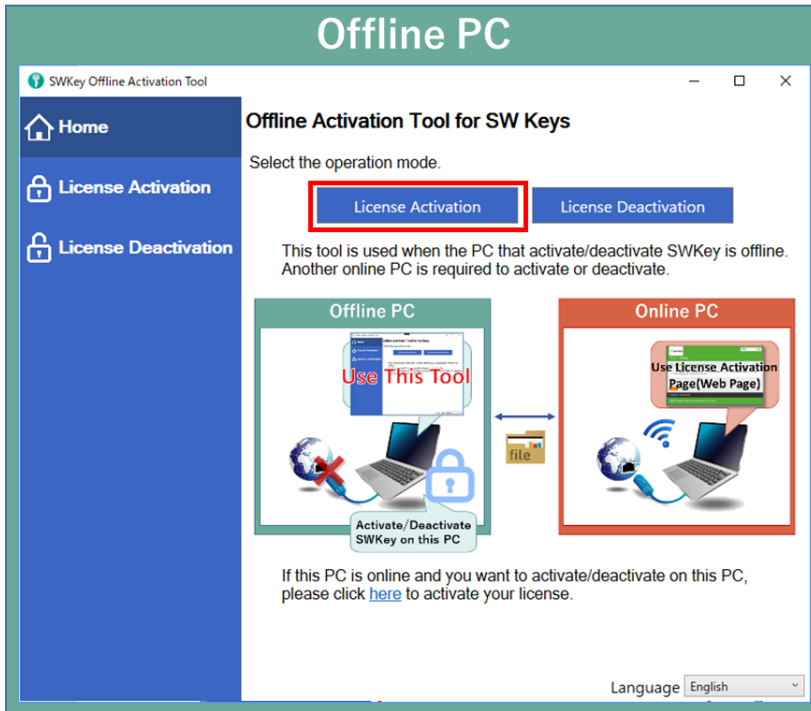 Offline PC
SWKey Offline Activation Tool
Home
License Activation
License Deactivation
Offline Activation Tool for SW Keys
Select the operation mode.
License Activation
License Deactivation
This tool is used when the PC that activate/deactivate SWKey is offline.
Another online PC is required to activate or deactivate.
Offline PC
Use This Tool
Activate/Deactivate
SWKey on this PC
file
Online PC
Use License Activation
Page(Web Page)
If this PC is online and you want to activate/deactivate on this PC,
please click here to activate your license.
Language English